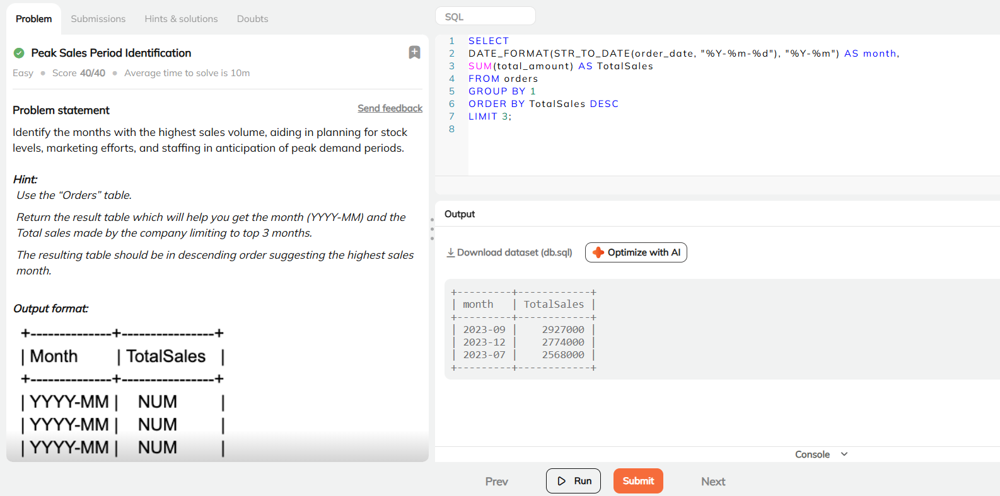 Problem
Submissions
Hints & solutions
Doubts
Peak Sales Period Identification
Easy • Score 40/40 • Average time to solve is 10m
Problem statement
Send feedback
Identify the months with the highest sales volume, aiding in planning for stock
levels, marketing efforts, and staffing in anticipation of peak demand periods.
Hint:
Use the “Orders” table.
Return the result table which will help you get the month (YYYY-MM) and the
Total sales made by the company limiting to top 3 months.
The resulting table should be in descending order suggesting the highest sales
month.
Output format:
+--------------+----------------+
| Month | TotalSales |
+--------------+----------------+
| YYYY-MM | NUM |
| YYYY-MM | NUM |
| YYYY-MM | NUM |
SQL
1 SELECT
2 DATE_FORMAT(STR_TO_DATE(order_date, "%Y-%m-%d"), "%Y-%m") AS month,
3 SUM(total_amount) AS TotalSales
4 FROM orders
5 GROUP BY 1
6 ORDER BY TotalSales DESC
7 LIMIT 3;
8
Output
Download dataset (db.sql)
Optimize with AI
+---------+------------+
| month   | TotalSales |
+---------+------------+
| 2023-09 |    2927000 |
| 2023-12 |    2774000 |
| 2023-07 |    2568000 |
+---------+------------+
Console
Prev
Run
Submit
Next